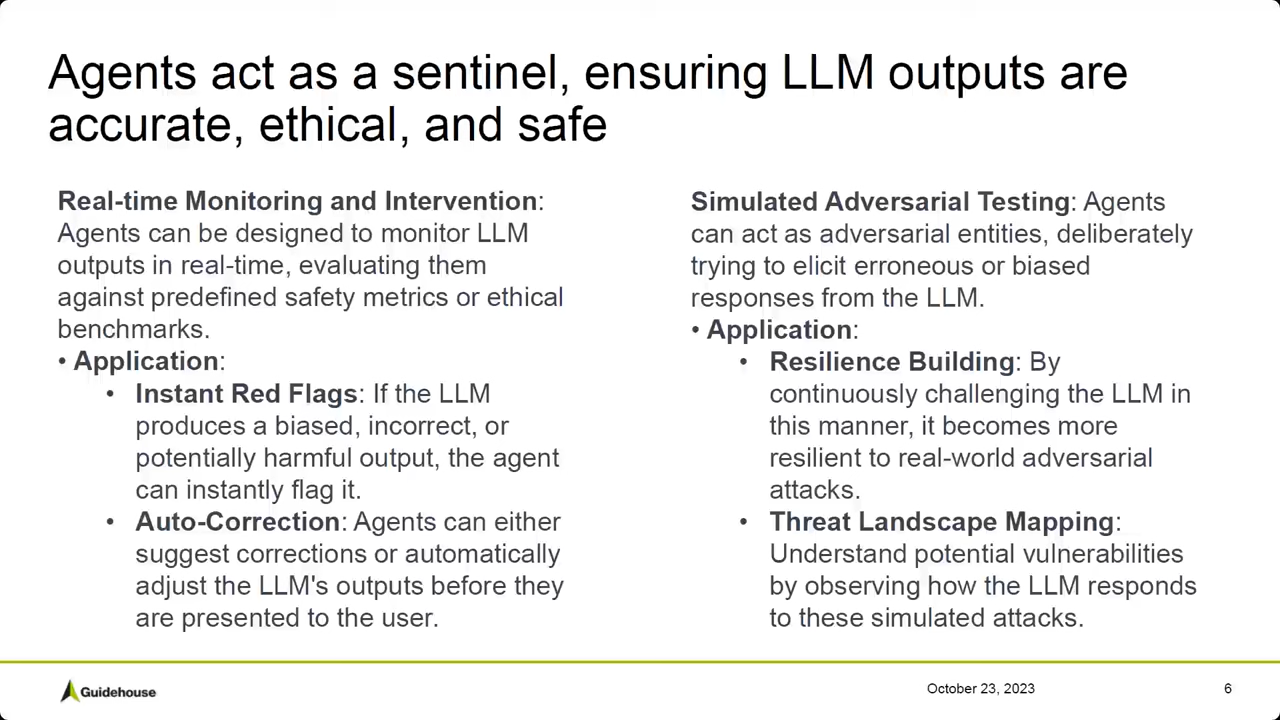 Agents act as a sentinel, ensuring LLM outputs are
accurate, ethical, and safe
Real-time Monitoring and Intervention:
Agents can be designed to monitor LLM
outputs in real-time, evaluating them
against predefined safety metrics or ethical
benchmarks.
• Application:
• Instant Red Flags: If the LLM
produces a biased, incorrect, or
potentially harmful output, the agent
can instantly flag it.
• Auto-Correction: Agents can either
suggest corrections or automatically
adjust the LLM's outputs before they
are presented to the user.
Simulated Adversarial Testing: Agents
can act as adversarial entities, deliberately
trying to elicit erroneous or biased
responses from the LLM.
• Application:
• Resilience Building: By
continuously challenging the LLM in
this manner, it becomes more
resilient to real-world adversarial
attacks.
• Threat Landscape Mapping:
Understand potential vulnerabilities
by observing how the LLM responds
to these simulated attacks.
Guidehouse
October 23, 2023
6